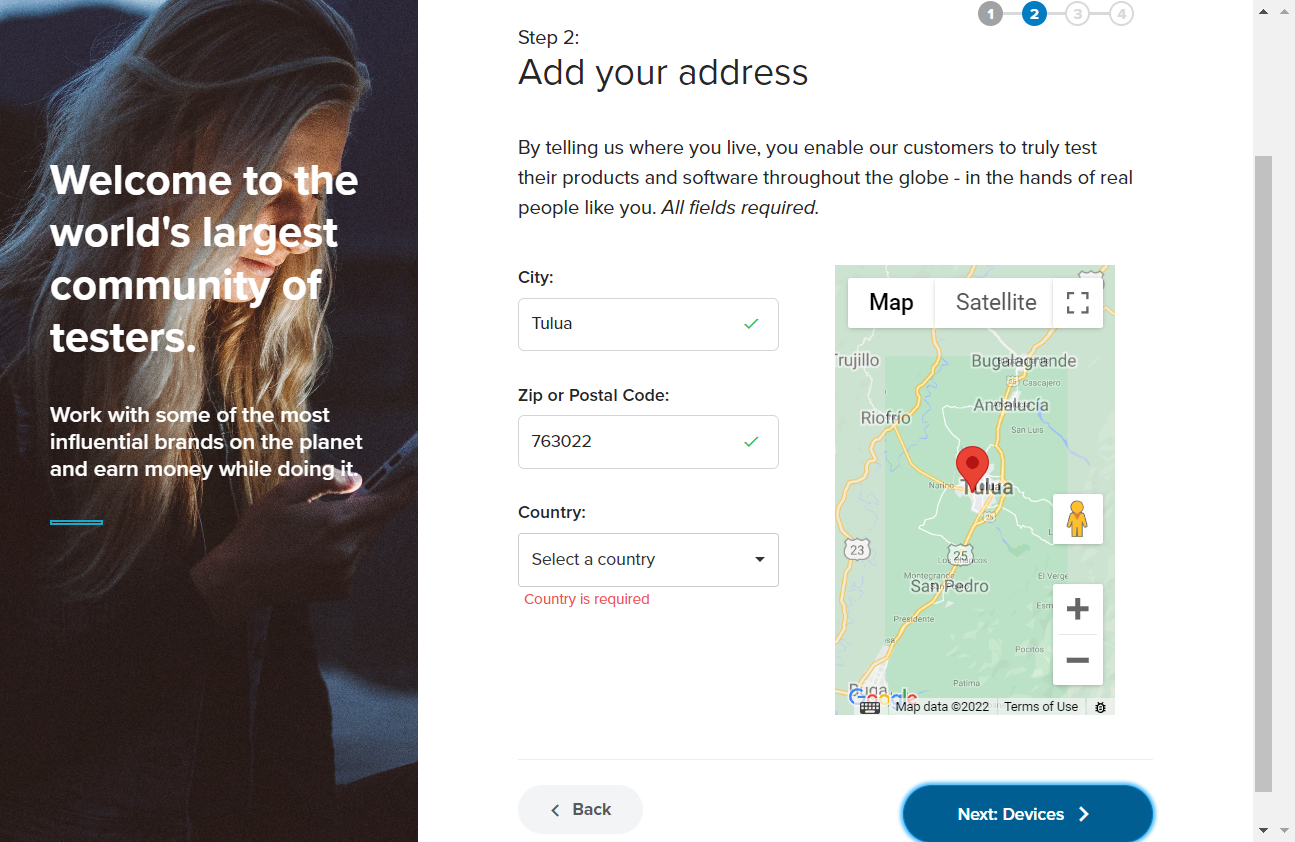 Welcome to the
world's largest
community of
testers.
Work with some of the most
influential brands on the planet
and earn money while doing it.
1 2 3 4
Step 2:
Add your address
By telling us where you live, you enable our customers to truly test
their products and software throughout the globe - in the hands of real
people like you. All fields required.
City:
Tulua
Zip or Postal Code:
763022
Country:
Select a country
Country is required
Map Satellite
Trujillo
Bugalagrande
Cascajero
Andalucía
Riofrío
San Luis
Nariño
Tulua
25
25
23
25
Los Chancos
Montegrande
San Pedro
El Verge
Presidente
Pocitos
Patima
Buga
Google
Map data ©2022 Terms of Use
Back
Next: Devices